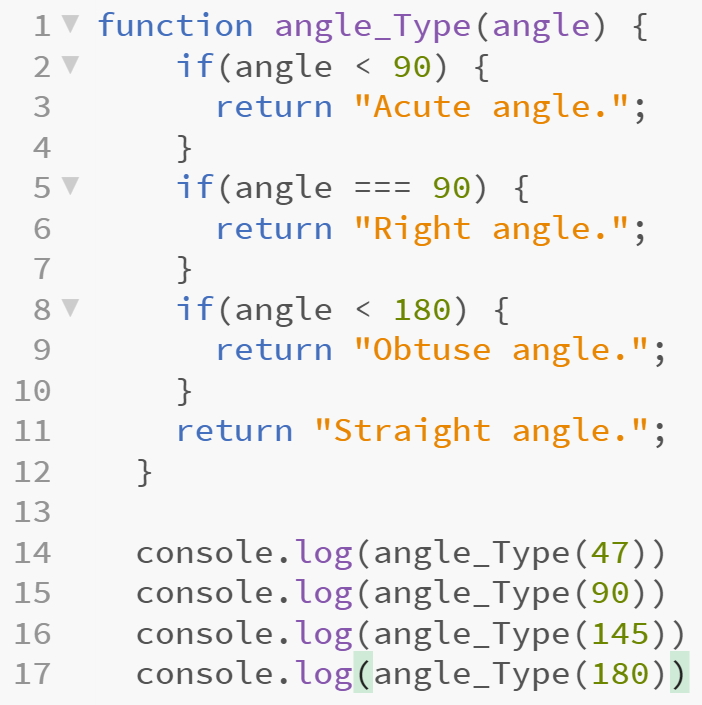 1 function angle_Type(angle) {
2 if(angle < 90) {
3 return "Acute angle.";
4 }
5 if(angle === 90) {
6 return "Right angle.";
7 }
8 if(angle < 180) {
9 return "Obtuse angle.";
10 }
11 return "Straight angle.";
12 }
13
14 console.log(angle_Type(47))
15 console.log(angle_Type(90))
16 console.log(angle_Type(145))
17 console.log(angle_Type(180))